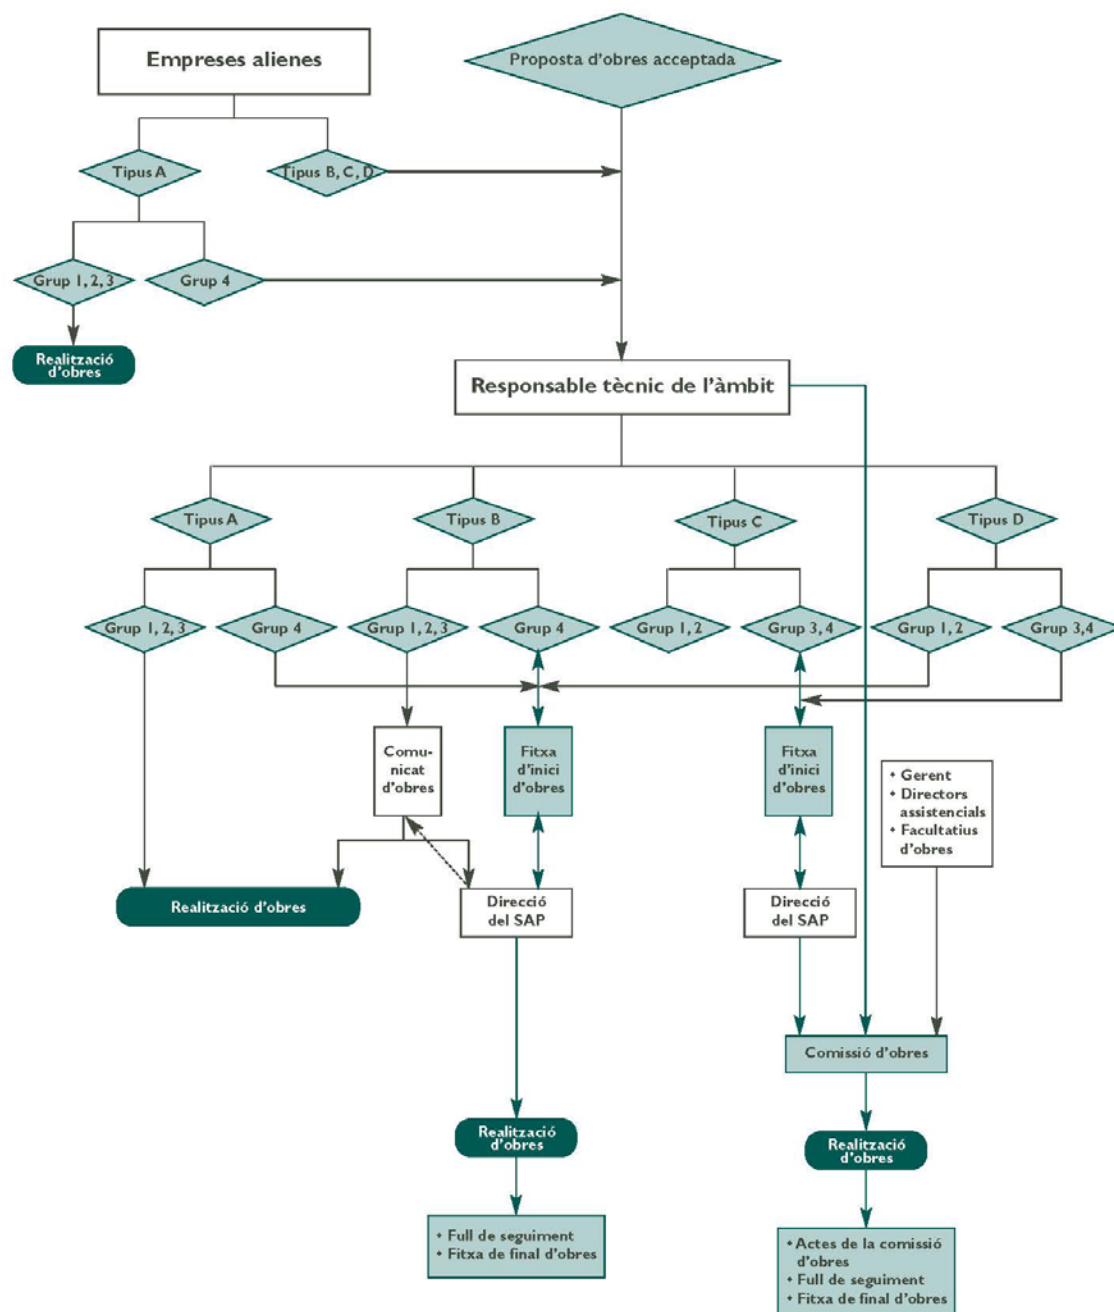 Empreses alienes
Proposta d'obres acceptada
Tipus A
Tipus B, C, D
Grup 1, 2, 3
Grup 4
Realització
d'obres
Responsable tècnic de l'àmbit
Tipus A
Tipus B
Tipus C
Tipus D
Grup 1, 2, 3
Grup 4
Grup 1, 2, 3
Grup 4
Grup 1, 2
Grup 3, 4
Grup 1, 2
Grup 3, 4
Comu-
nicat
d'obres
Fitxa
d'inici
d'obres
Fitxa
d'inici
d'obres
• Gerent
• Directors
assistencials
• Facultatius
d'obres
Realització d'obres
Direcció
del SAP
Direcció
del SAP
Comissió d'obres
Realització
d'obres
Realització
d'obres
• Full de seguiment
• Fitxa de final d'obres
• Actes de la comissió
d'obres
• Full de seguiment
• Fitxa de final d'obres